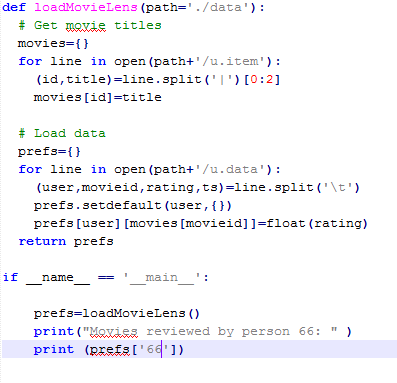 def loadMovieLens(path='./data'):
  # Get movie titles
  movies={}
  for line in open(path+'/u.item'):
    (id,title)=line.split('|')[0:2]
    movies[id]=title

  # Load data
  prefs={}
  for line in open(path+'/u.data'):
    (user,movieid,rating,ts)=line.split('\t')
    prefs.setdefault(user,{})
    prefs[user][movies[movieid]]=float(rating)
  return prefs

if __name__ == '__main__':

    prefs=loadMovieLens()
    print("Movies reviewed by person 66: " )
    print (prefs['66'])